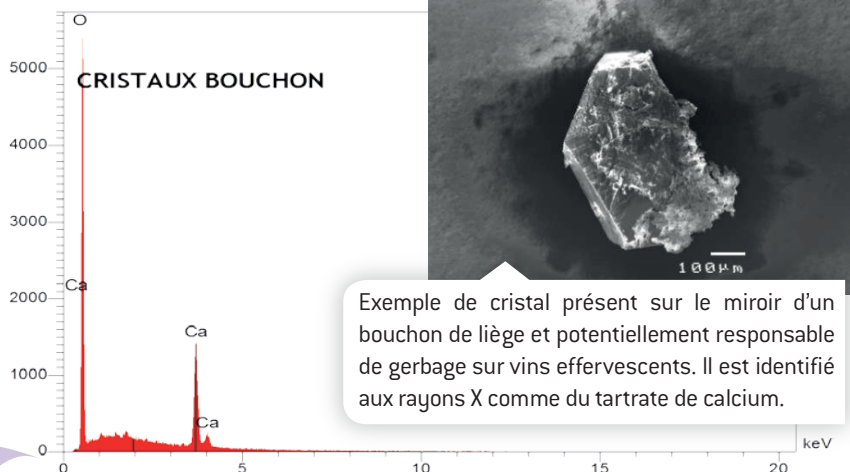 O
5000
CRISTAUX BOUCHON
4000
3000
Ca
2000
Ca
1000
Ca
0
0
5
10
15
20
keV
100µm
Exemple de cristal présent sur le miroir d’un
bouchon de liège et potentiellement responsable
de gerbage sur vins effervescents. Il est identifié
aux rayons X comme du tartrate de calcium.